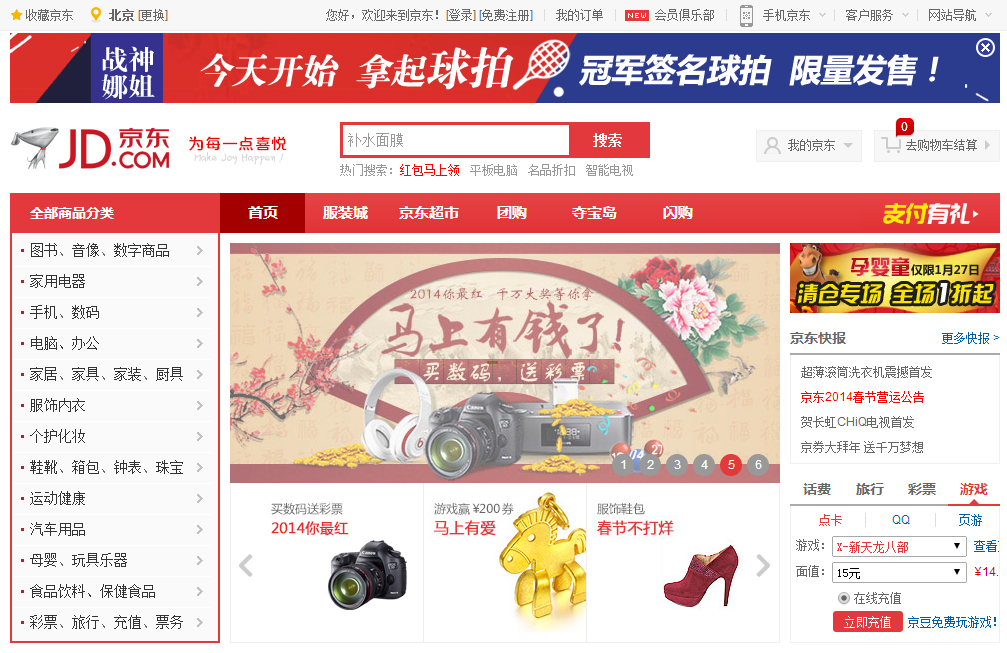 收藏京东 北京 [更换] 您好，欢迎来到京东！[登录] [免费注册] 我的订单 NEW 会员俱乐部 手机京东 客户服务 网站导航
战神
娜姐
今天开始 拿起球拍 冠军签名球拍 限量发售！
JD.COM 京东
为每一点喜悦
Make Joy Happen !
补水面膜 搜索
热门搜索： 红包马上领 平板电脑 名品折扣 智能电视
我的京东 0 去购物车结算
全部商品分类 首页 服装城 京东超市 团购 夺宝岛 闪购 支付有礼
图书、音像、数字商品
家用电器
手机、数码
电脑、办公
家居、家具、家装、厨具
服饰内衣
个护化妆
鞋靴、箱包、钟表、珠宝
运动健康
汽车用品
母婴、玩具乐器
食品饮料、保健食品
彩票、旅行、充值、票务
2014你最红 千万大奖等你拿
马上有钱了！
买数码，送彩票
Canon
1 2 3 4 5 6
买数码送彩票
2014你最红
游戏赢 ¥200 券
马上有爱
服饰鞋包
春节不打烊
孕婴童 仅限1月27日
清仓专场 全场1折起
京东快报 更多快报 >
超薄滚筒洗衣机震撼首发
京东2014春节营运公告
贺长虹CHiQ电视首发
京券大拜年 送千万梦想
话费 旅行 彩票 游戏
点卡 QQ 页游
游戏： X-新天龙八部 查看
面值： 15元 ¥14.
在线充值
立即充值 京豆免费玩游戏!